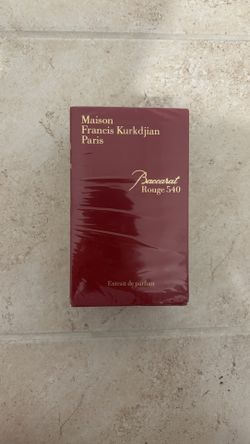 Maison
Francis Kurkdjian
Paris
Baccarat
Rouge 540
Extrait de parfum